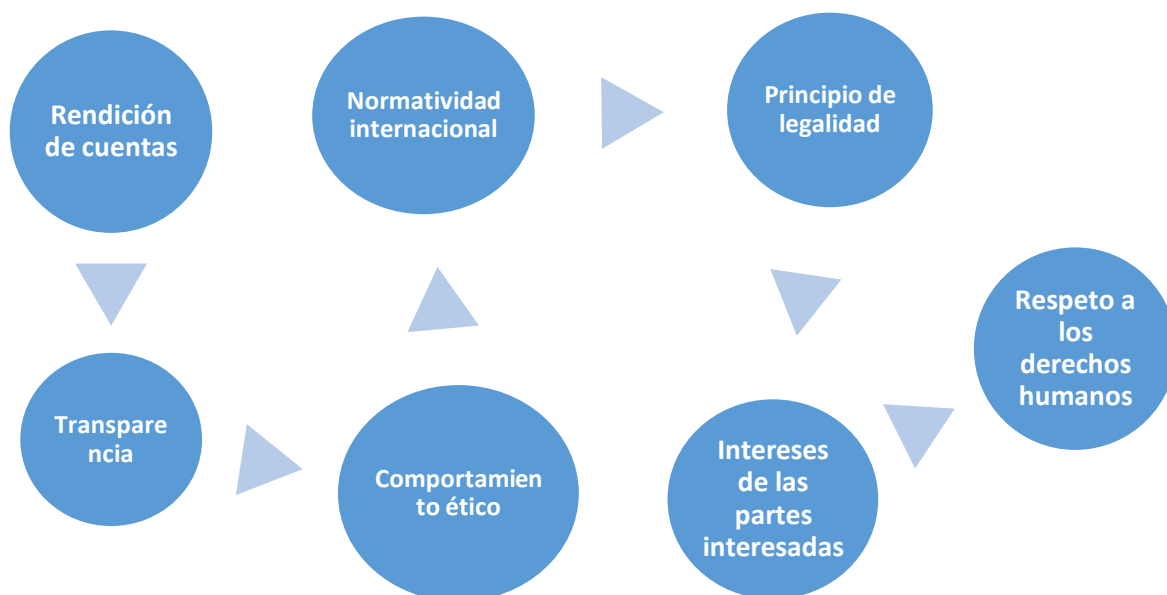 Rendición
de cuentas
Transpare
ncia
Comportamien
to ético
Normatividad
internacional
Principio de
legalidad
Intereses
de las
partes
interesadas
Respeto a
los
derechos
humanos